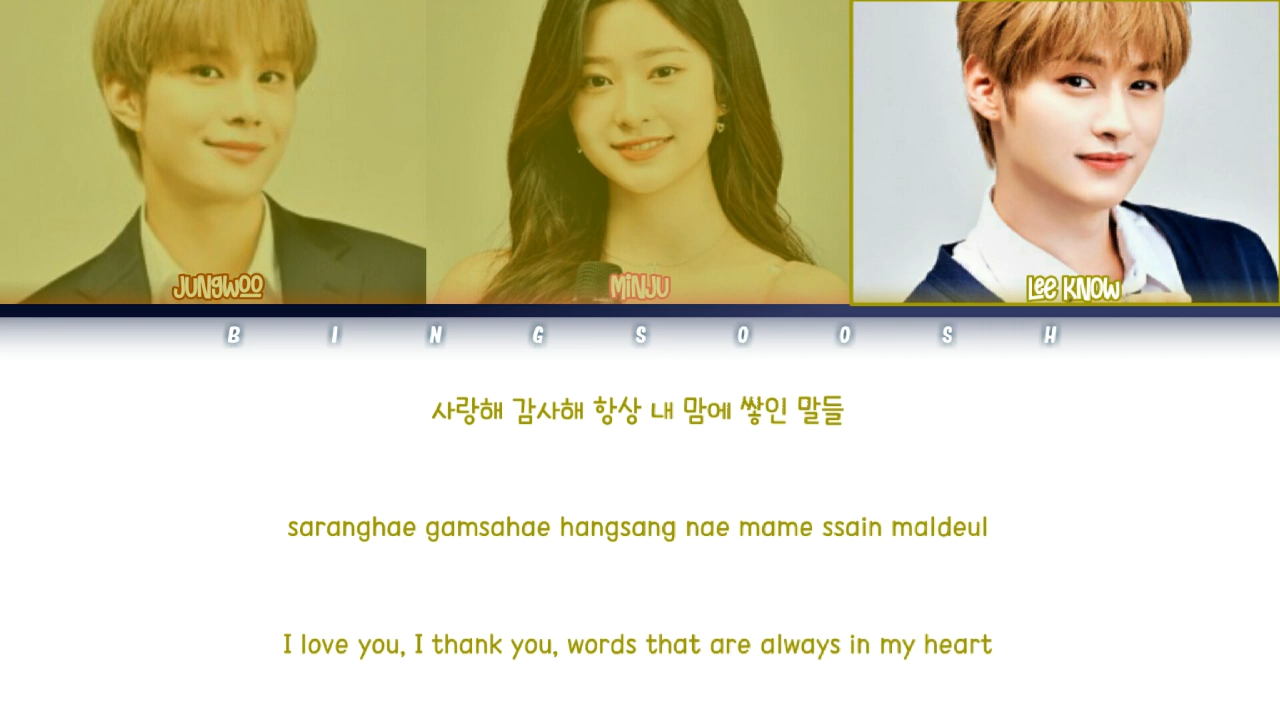 JUNGWOO MINJU Lee KNOW
BINGSOOSH
사랑해 감사해 항상 내 맘에 쌓인 말들
saranghae gamsahae hangsang nae mame ssain maldeul
I love you, I thank you, words that are always in my heart